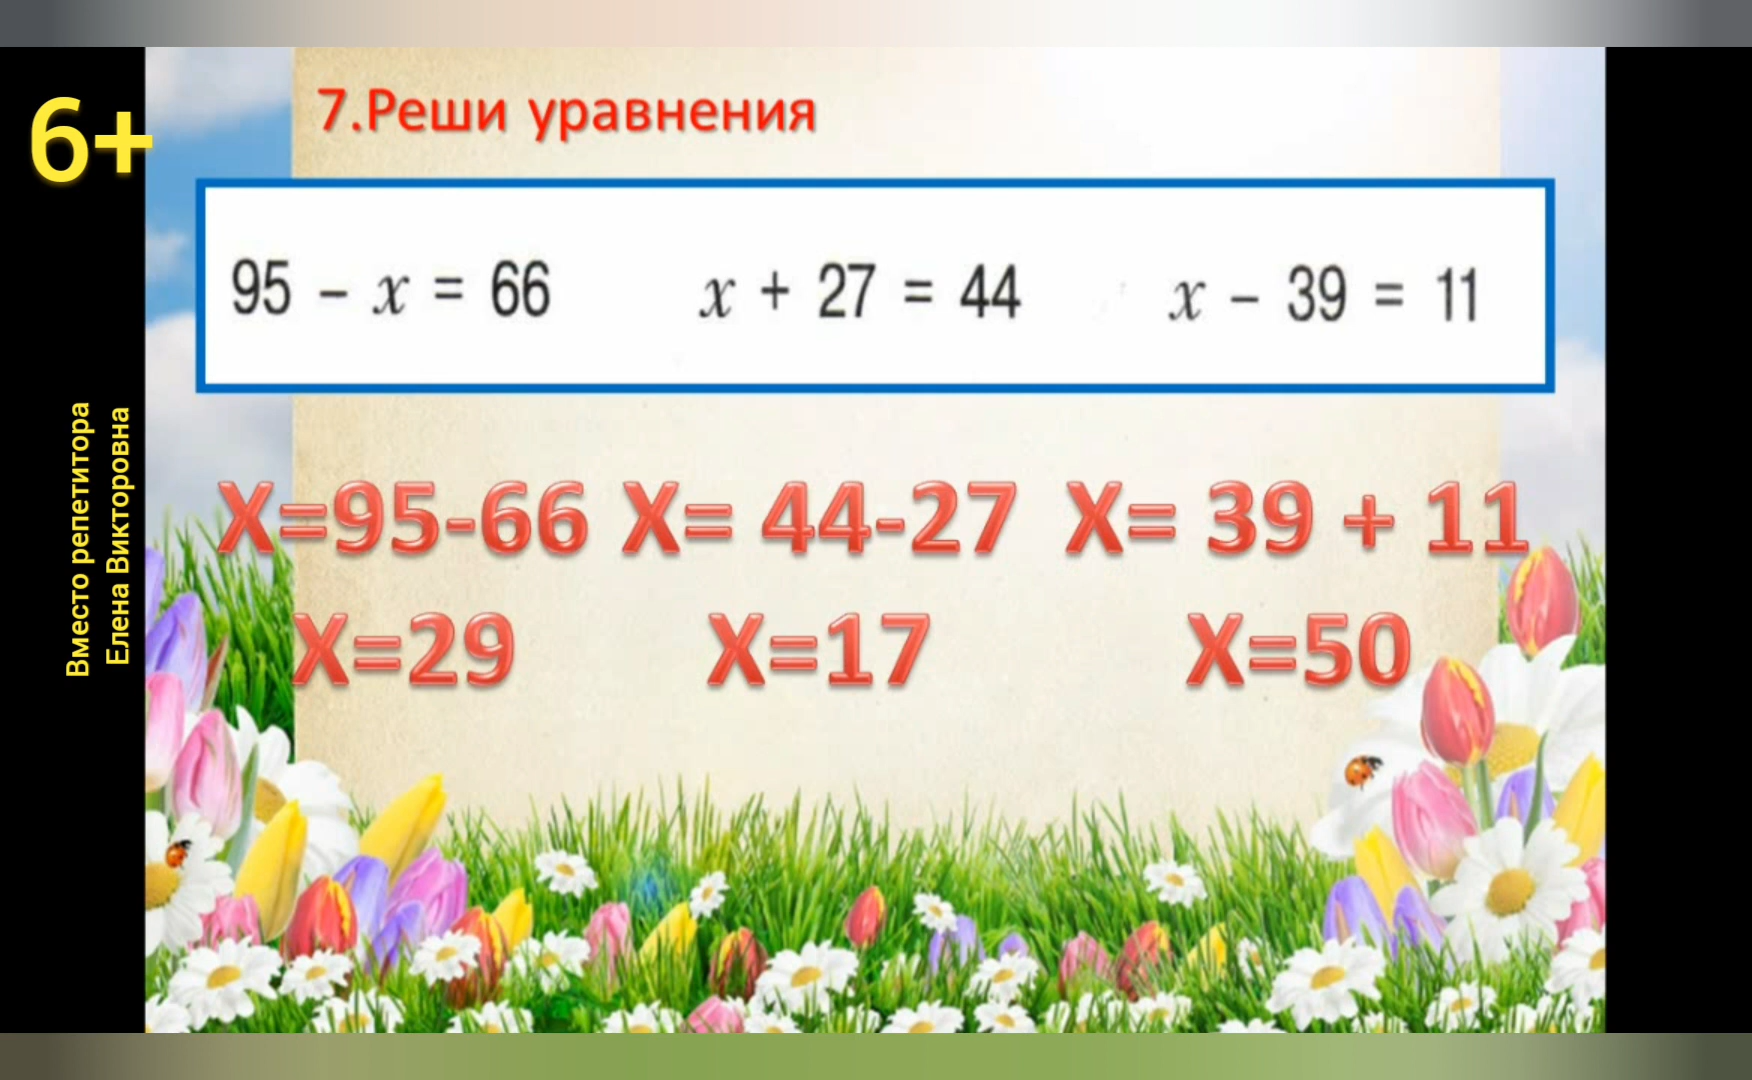 6+
7.Реши уравнения
95 – x = 66 x + 27 = 44 x – 39 = 11
X=95-66 X= 44-27 X= 39 + 11
X=29 X=17 X=50
Вместо репетитора
Елена Викторовна